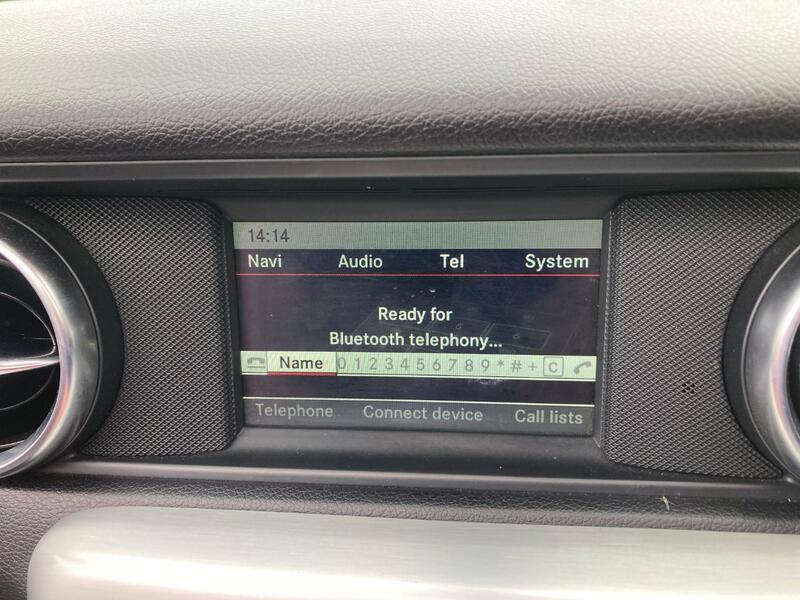 14:14
Navi Audio Tel System
Ready for
Bluetooth telephony...
Name 0 1 2 3 4 5 6 7 8 9 * # + C
Telephone Connect device Call lists